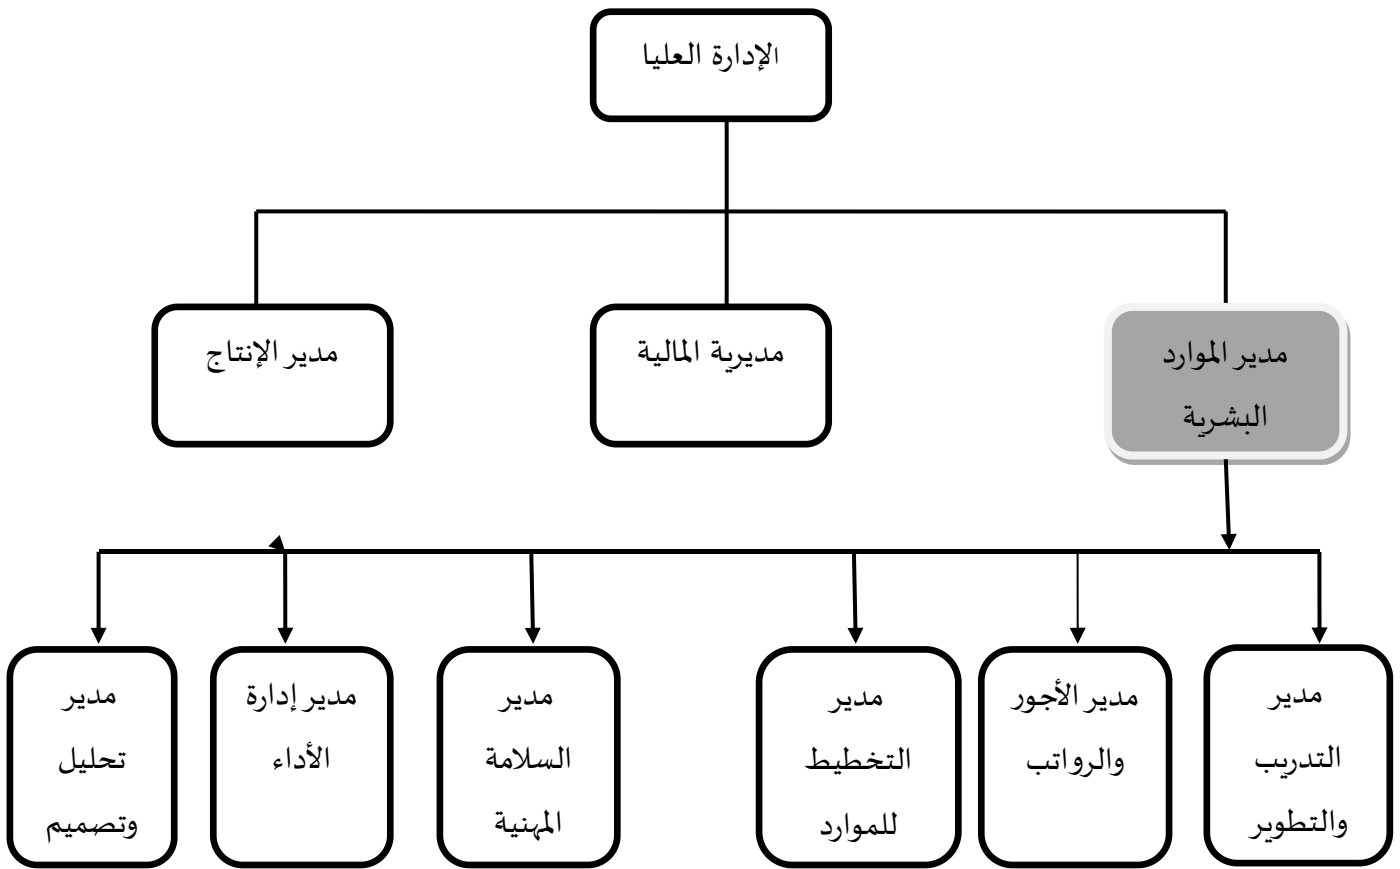 الإدارة العليا
مدير الموارد
البشرية
مديرية المالية
مدير الإنتاج
مدير
التدريب
والتطوير
مدير الأجور
والرواتب
مدير
التخطيط
للموارد
مدير
السلامة
المهنية
مدير إدارة
الأداء
مدير
تحليل
وتصميم